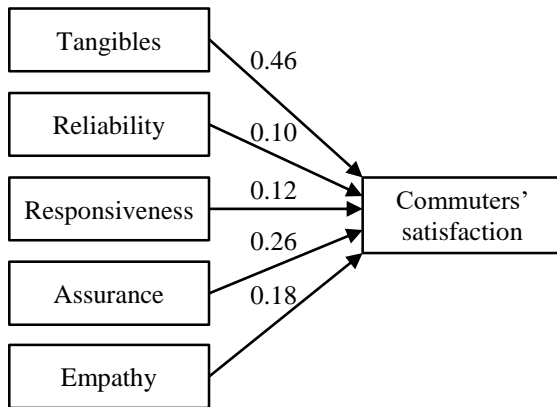 Tangibles
0.46
Reliability
0.10
Responsiveness
0.12
Commuters’
satisfaction
Assurance
0.26
Empathy
0.18